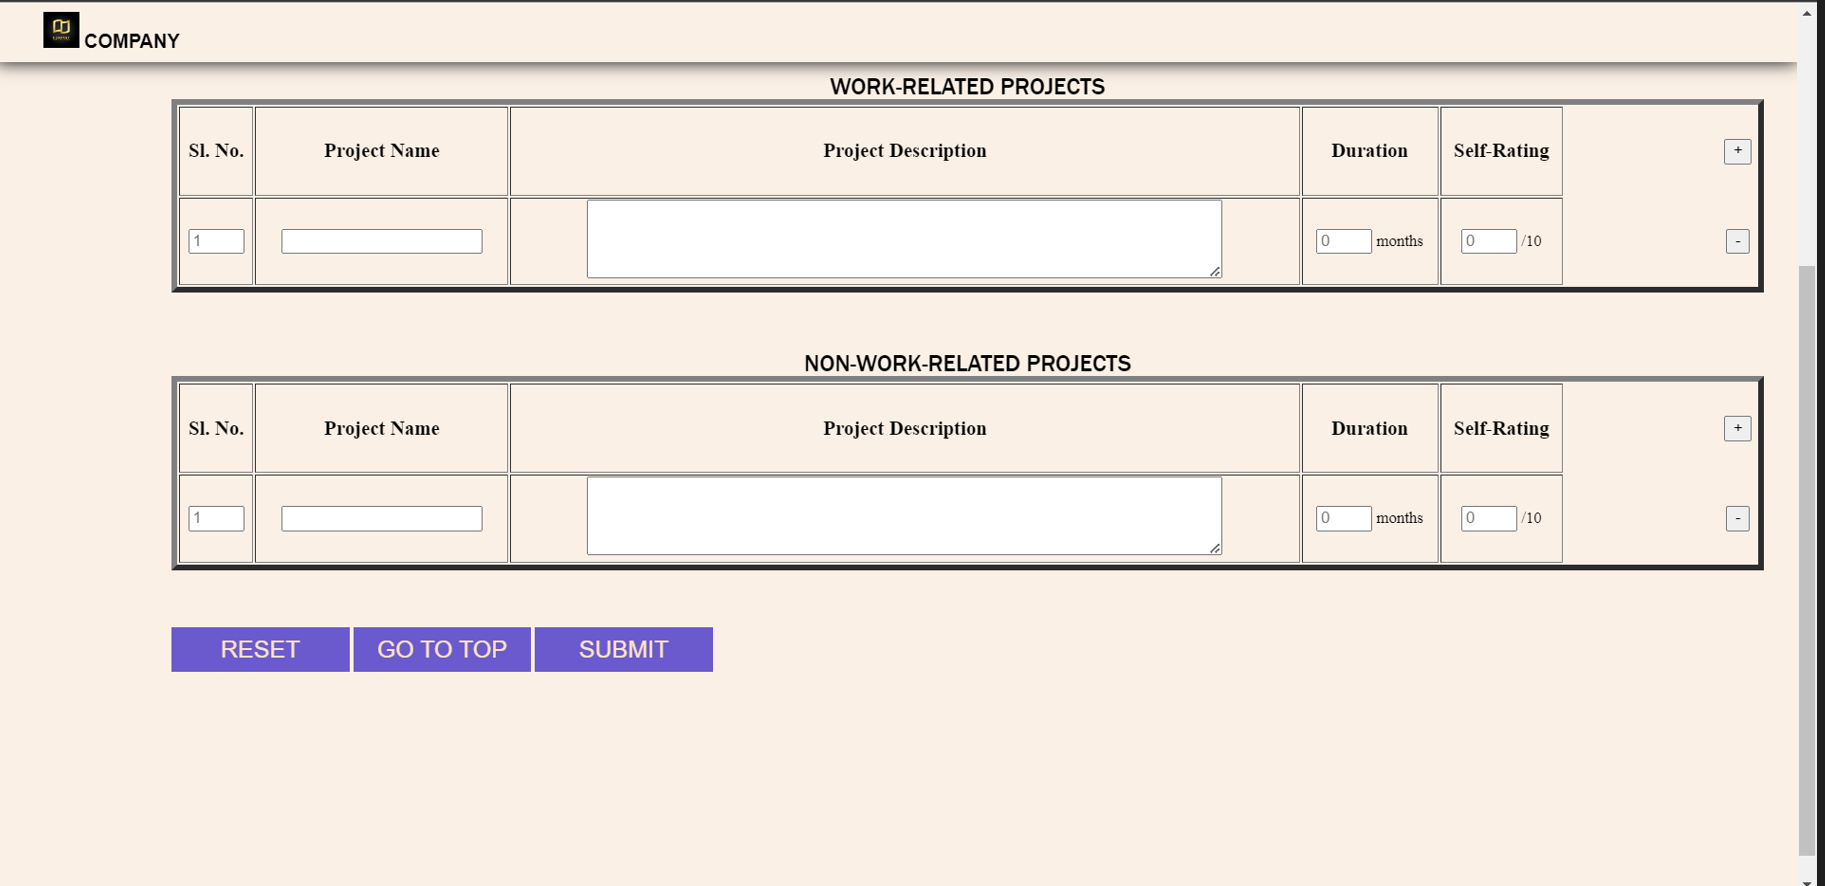 COMPANY
WORK-RELATED PROJECTS
Sl. No. Project Name Project Description Duration Self-Rating +
1 0 months 0 /10 -
NON-WORK-RELATED PROJECTS
Sl. No. Project Name Project Description Duration Self-Rating +
1 0 months 0 /10 -
RESET GO TO TOP SUBMIT